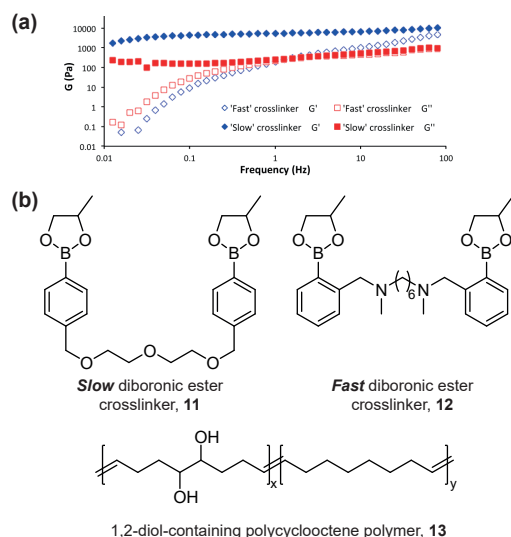 (a)
G (Pa)
10000
1000
100
10
1
0.1
0.01
'Fast' crosslinker G'
'Fast' crosslinker G''
'Slow' crosslinker G'
'Slow' crosslinker G''
0.01
0.1
1
10
100
Frequency (Hz)
(b)
O O
B
O O
B
O O
B
O O
B
O O O
N ( )6 N
Slow diboronic ester
crosslinker, 11
Fast diboronic ester
crosslinker, 12
OH
OH
x
y
1,2-diol-containing polycyclooctene polymer, 13